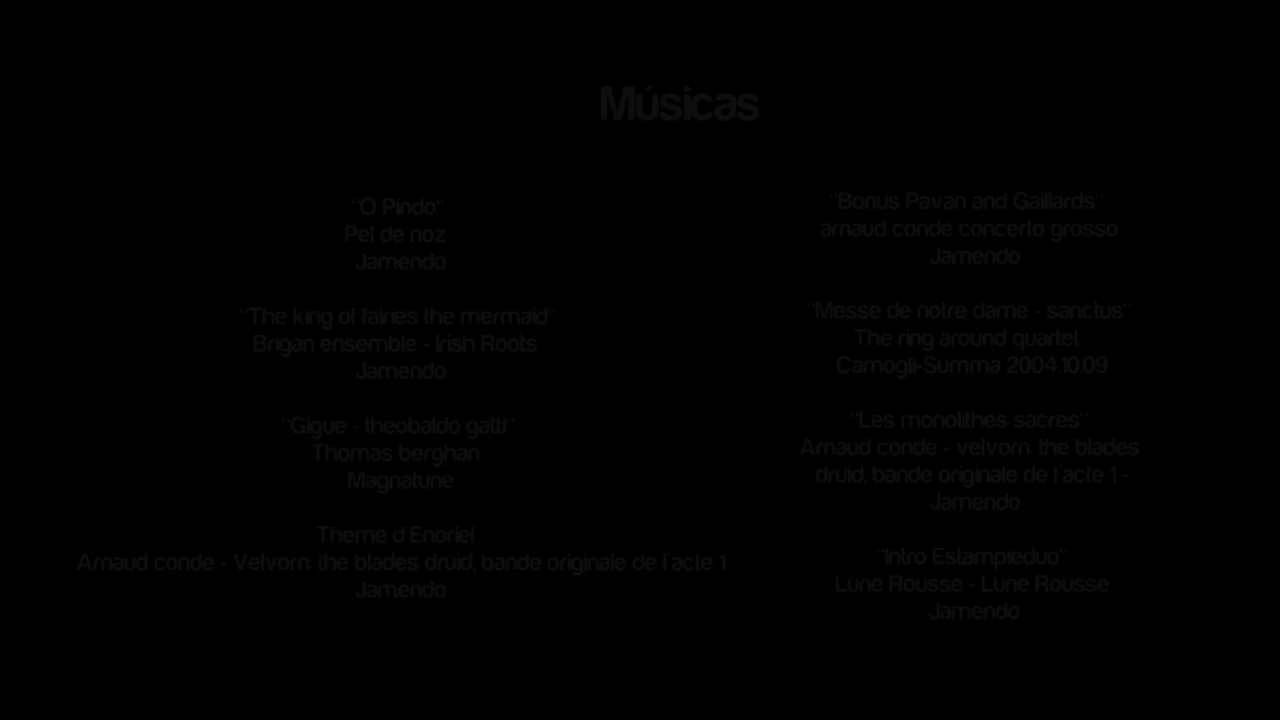 Músicas
"O Pindo"
Pel de noz
Jamendo
"The king of fairies the mermaid"
Brigan ensemble - Irish Roots
Jamendo
"Gigue - theobaldo gatti"
Thomas berghan
Magnatune
Theme d'Enoriel
Arnaud condé - Velvorn: the blades druid, bande originale de l'acte 1
Jamendo
"Bonus Pavan and Gaillards"
arnaud condé concerto grosso
Jamendo
"Messe de notre dame - sanctus"
The ring around quartet
Camogli-Summa 2004.10.09
"Les monolithes sacres"
Arnaud condé - velvorn: the blades
druid, bande originale de l'acte 1 -
Jamendo
"Intro Estampieduo"
Lune Rousse - Lune Rousse
Jamendo